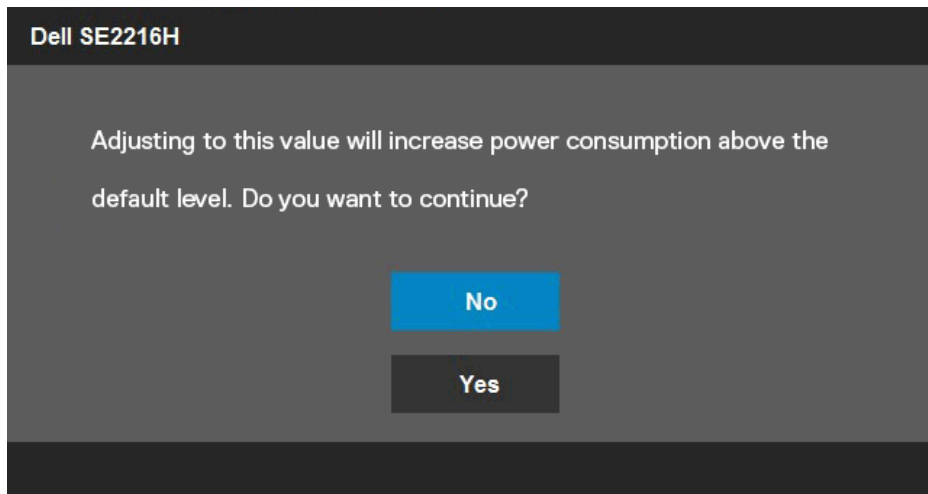 Dell SE2216H
Adjusting to this value will increase power consumption above the
default level. Do you want to continue?
No
Yes